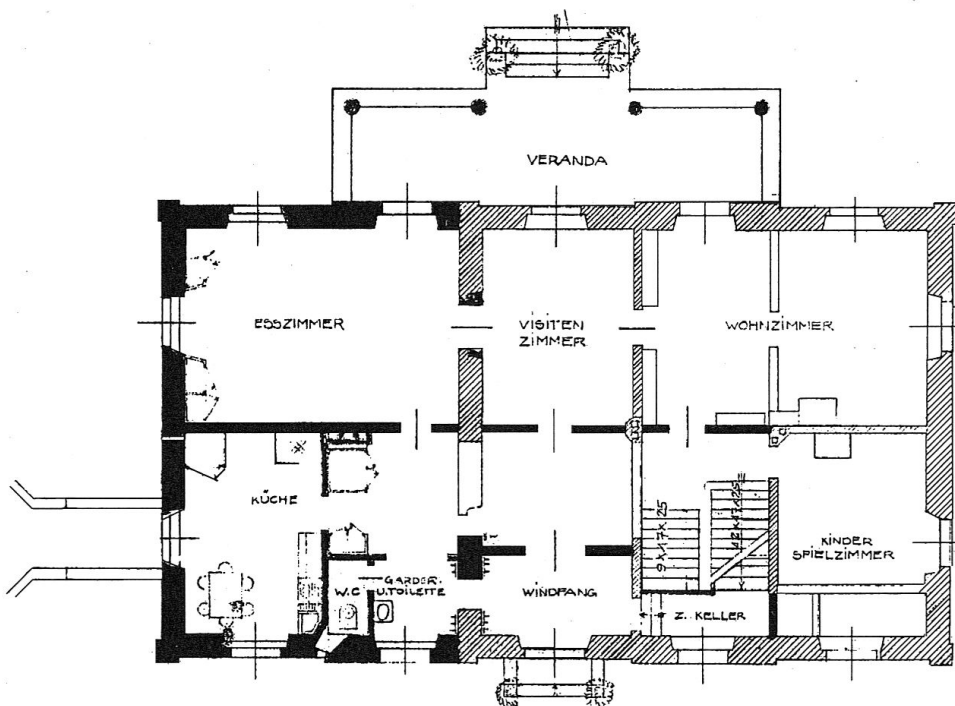 VERANDA
ESSZIMMER
VISITEN
ZIMMER
WOHNZIMMER
KÜCHE
9 x 17 x 25
KINDER
SPIELZIMMER
W.C
GARDER.
U.TOILETTE
WINDFANG
Z. KELLER